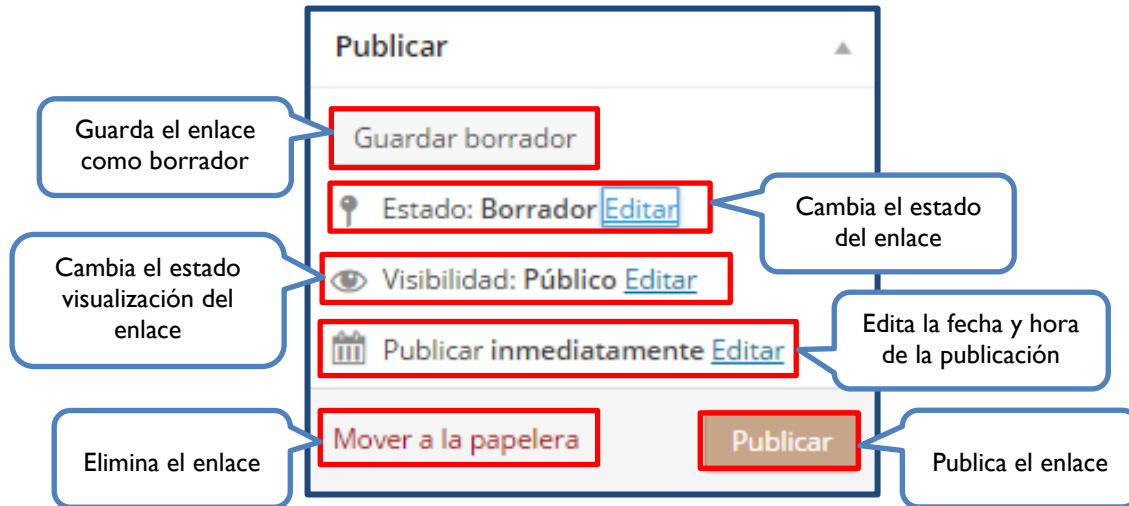 Publicar
Guarda el enlace
como borrador
Guardar borrador
Estado: Borrador Editar
Cambia el estado
del enlace
Cambia el estado
visualización del
enlace
Visibilidad: Público Editar
Publicar inmediatamente Editar
Edita la fecha y hora
de la publicación
Elimina el enlace
Mover a la papelera
Publicar
Publica el enlace